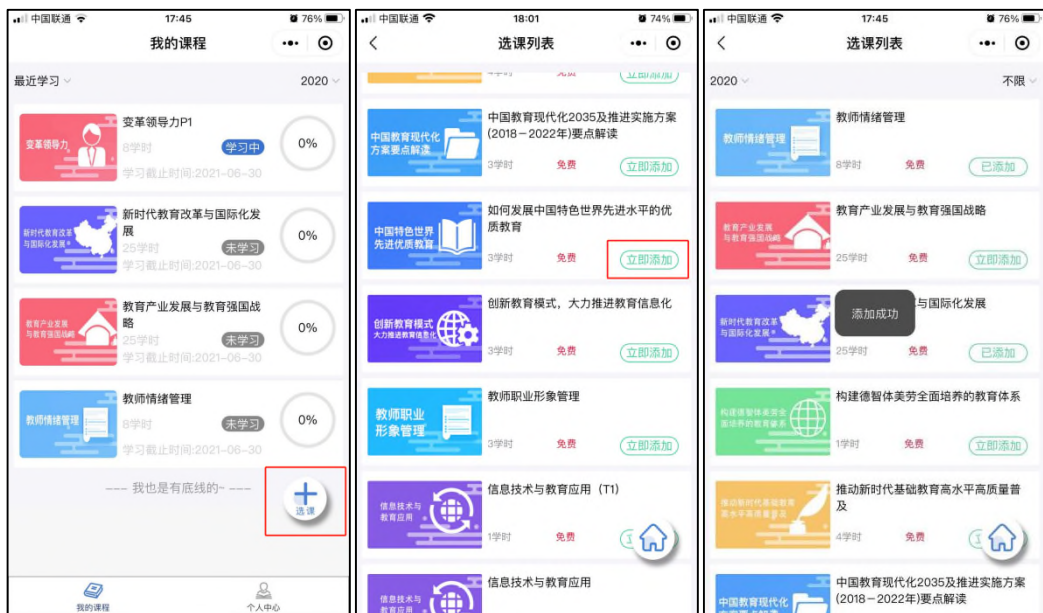 中国联通
17:45
76%
我的课程
最近学习
2020
变革领导力
变革领导力P1
8学时
学习中
学习截止时间:2021-06-30
0%
新时代教育改革
与国际化发展
新时代教育改革与国际化发
展
25学时
未学习
学习截止时间:2021-06-30
0%
教育产业发展
与教育强国战略
教育产业发展与教育强国战
略
25学时
未学习
学习截止时间:2021-06-30
0%
教师情绪管理
教师情绪管理
8学时
未学习
学习截止时间:2021-06-30
0%
--- 我也是有底线的~ ---
选课
我的课程
个人中心
中国联通
18:01
74%
选课列表
立即添加
中国教育现代化
方案要点解读
中国教育现代化2035及推进实施方案
(2018-2022年)要点解读
3学时
免费
立即添加
中国特色世界
先进优质教育
如何发展中国特色世界先进水平的优
质教育
3学时
免费
立即添加
创新教育模式
大力推进教育信息化
创新教育模式，大力推进教育信息化
3学时
免费
立即添加
教师职业
形象管理
教师职业形象管理
3学时
免费
立即添加
信息技术与
教育应用
信息技术与教育应用（T1）
1学时
免费
信息技术与
教育应用
信息技术与教育应用
中国联通
17:45
76%
选课列表
2020
不限
教师情绪管理
教师情绪管理
8学时
免费
已添加
教育产业发展
与教育强国战略
教育产业发展与教育强国战略
25学时
免费
立即添加
新时代教育改革
与国际化发展
与国际化发展
添加成功
25学时
免费
已添加
构建德智体美劳全
面培养的教育体系
构建德智体美劳全面培养的教育体系
1学时
免费
立即添加
推动新时代基础教育
高水平高质量普及
推动新时代基础教育高水平高质量普
及
4学时
免费
中国教育现代化
中国教育现代化2035及推进实施方案
(2018-2022年)要点解读